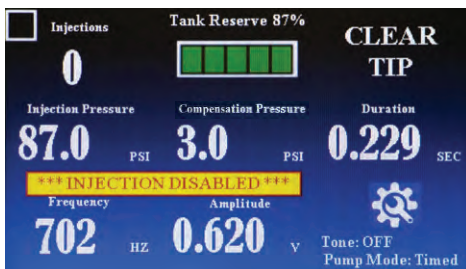 Injections
0
Tank Reserve 87%
CLEAR
TIP
Injection Pressure
87.0 PSI
Compensation Pressure
3.0 PSI
Duration
0.229 SEC
*** INJECTION DISABLED ***
Frequency
702 HZ
Amplitude
0.620 V
Tone: OFF
Pump Mode: Timed